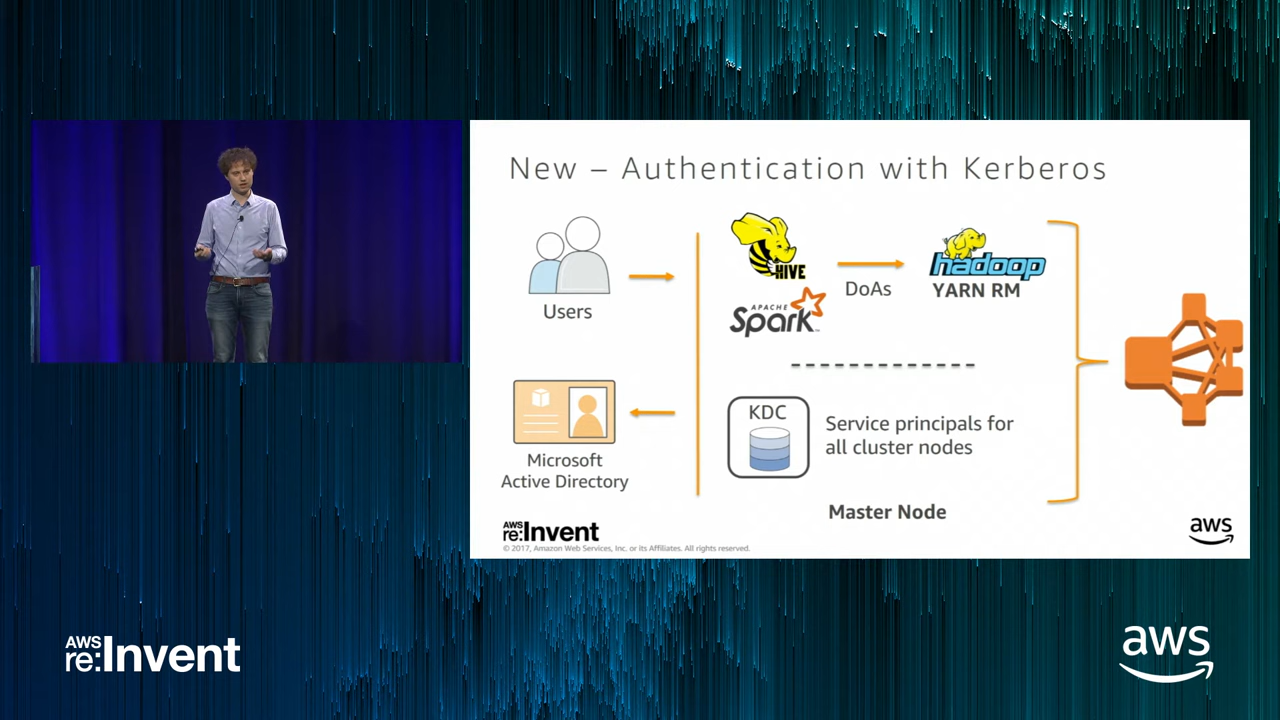 New – Authentication with Kerberos
Users
HIVE
APACHE
Spark™
DoAs
hadoop
YARN RM
KDC
Service principals for
all cluster nodes
Microsoft
Active Directory
Master Node
AWS
re:Invent
© 2017, Amazon Web Services, Inc. or its Affiliates. All rights reserved.
aws
AWS
re:Invent
aws